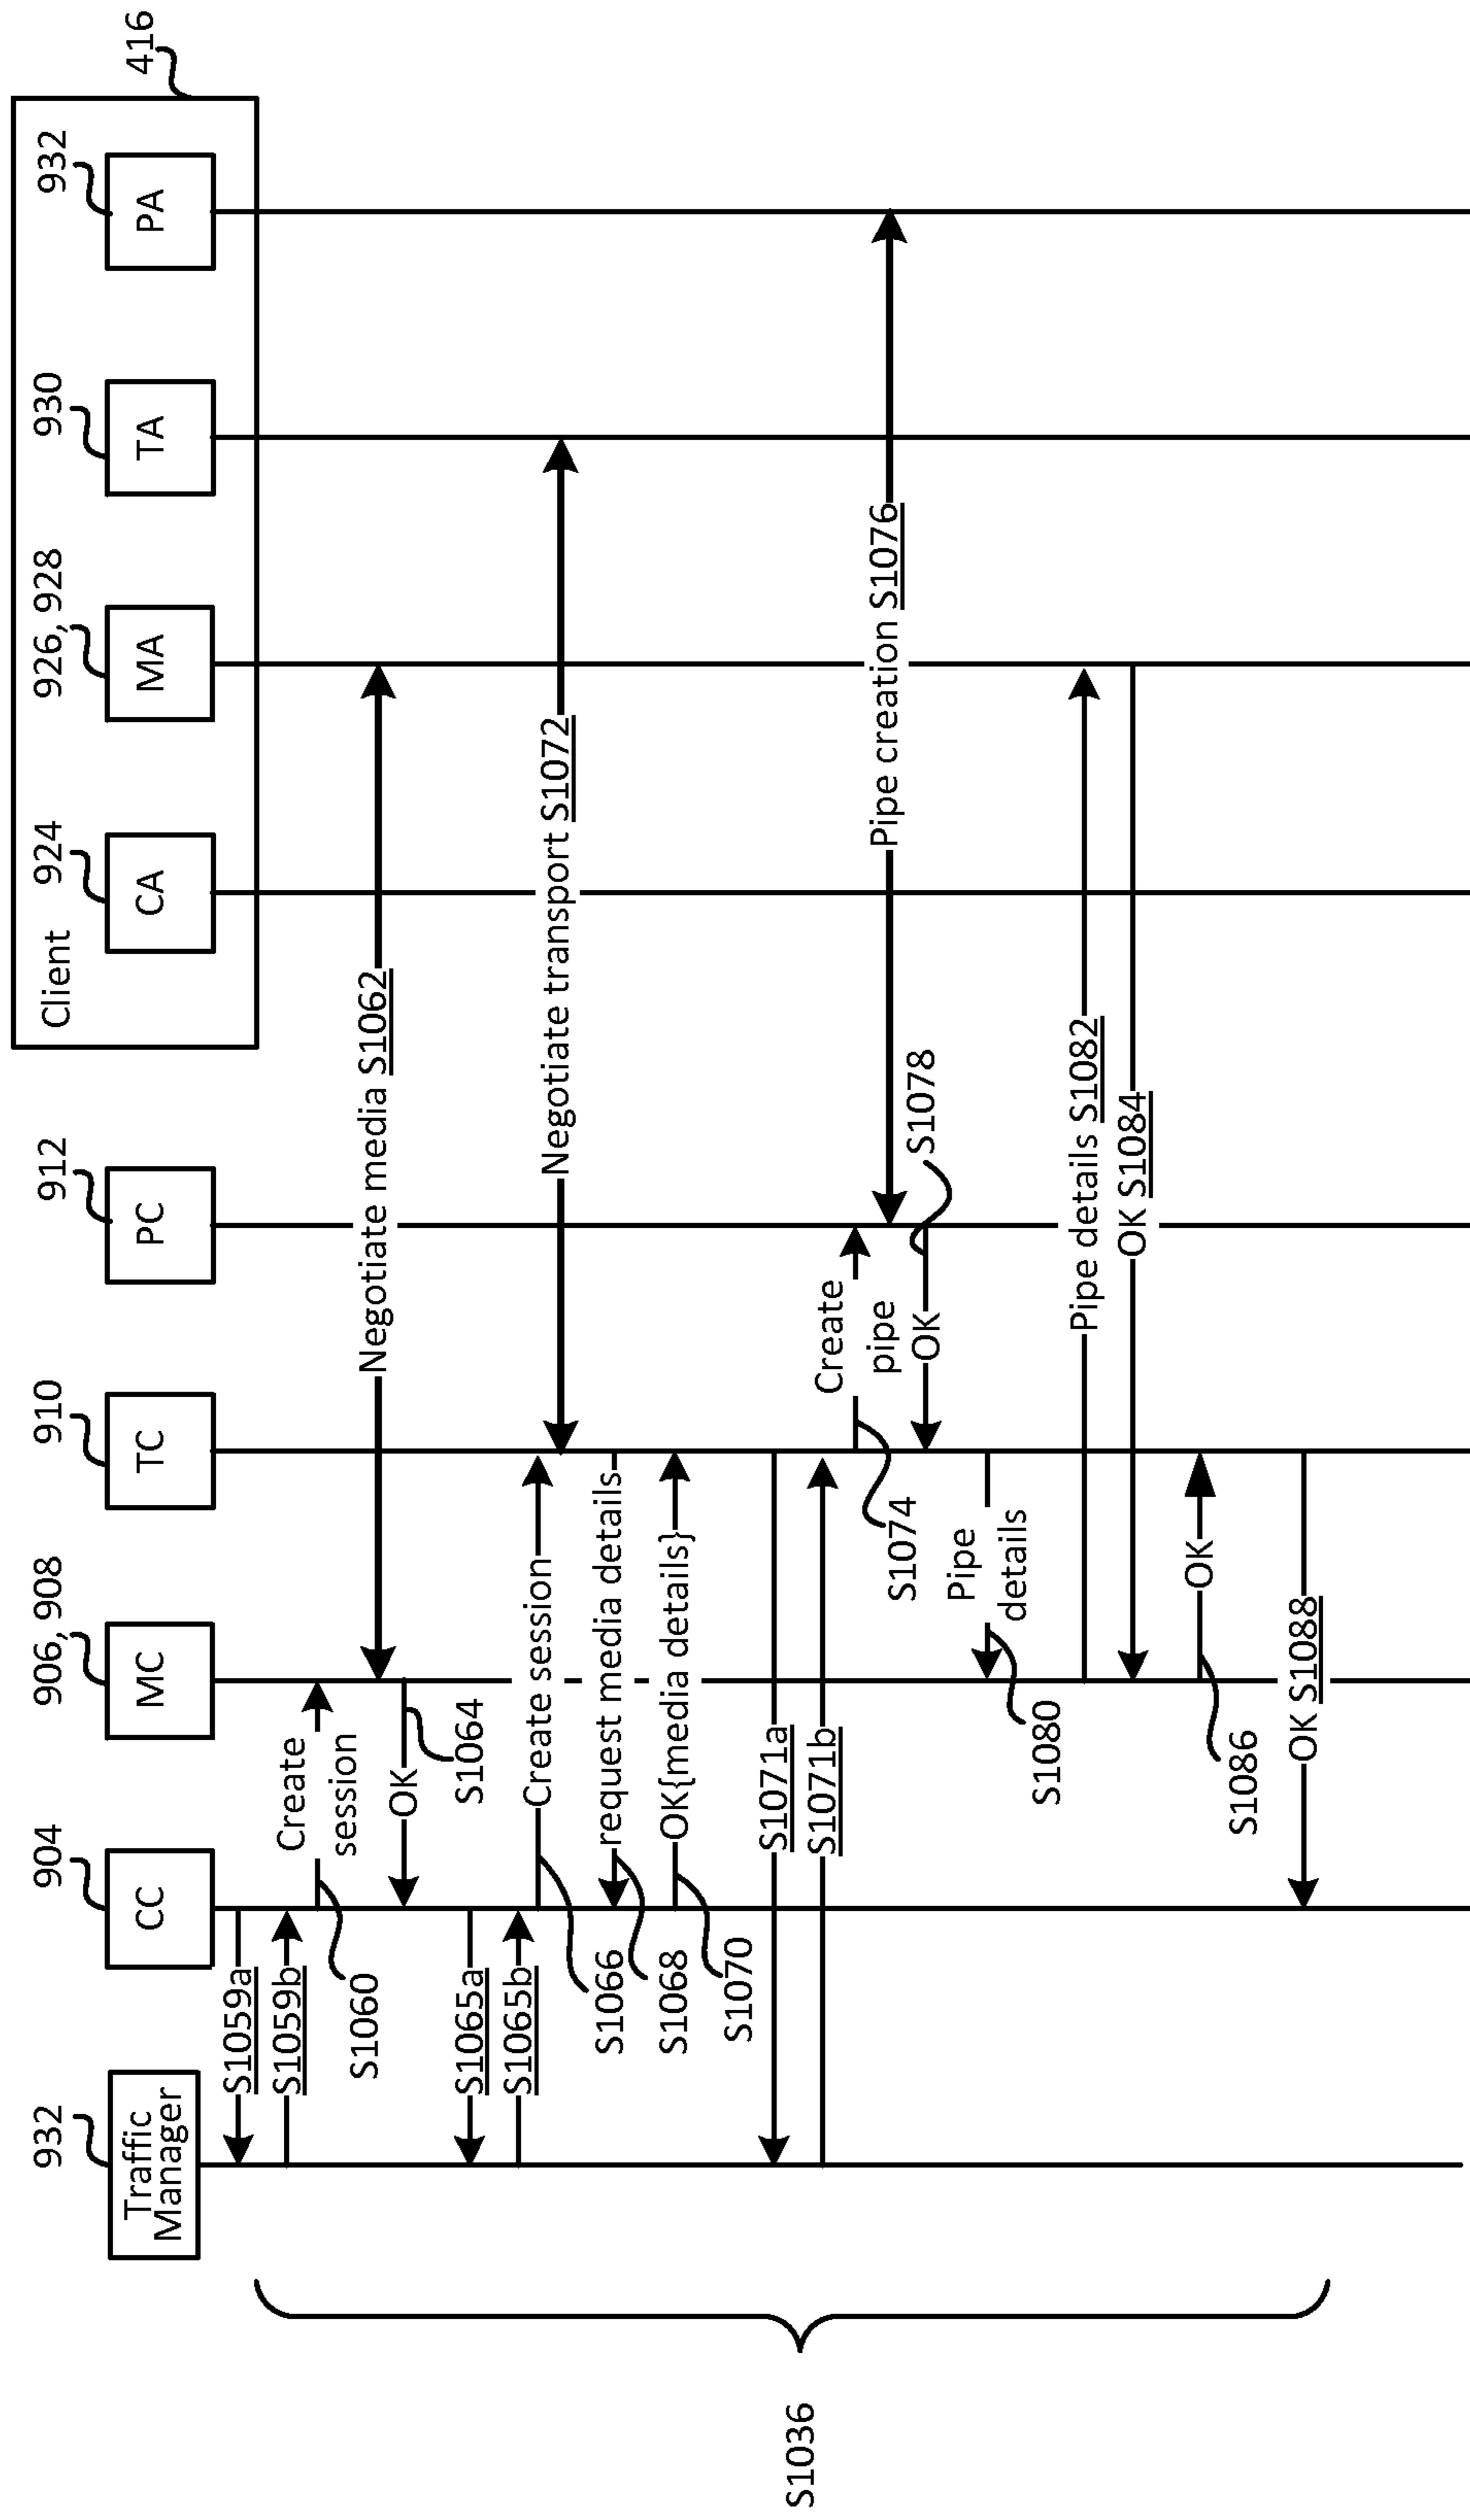 416
932
904
906, 908
910
912
924
926, 928
930
932
Client
Traffic
Manager
CC
MC
TC
PC
CA
MA
TA
PA
S1059a
S1059b
Create
session
S1060
Negotiate media S1062
OK
S1064
S1065a
S1065b
Create session
S1066
Negotiate transport S1072
request media details
S1068
OK{media details}
S1070
S1071a
S1071b
Create
pipe
S1074
Pipe creation S1076
OK
S1078
Pipe
details
S1080
Pipe details S1082
OK S1084
OK
S1086
OK S1088
S1036